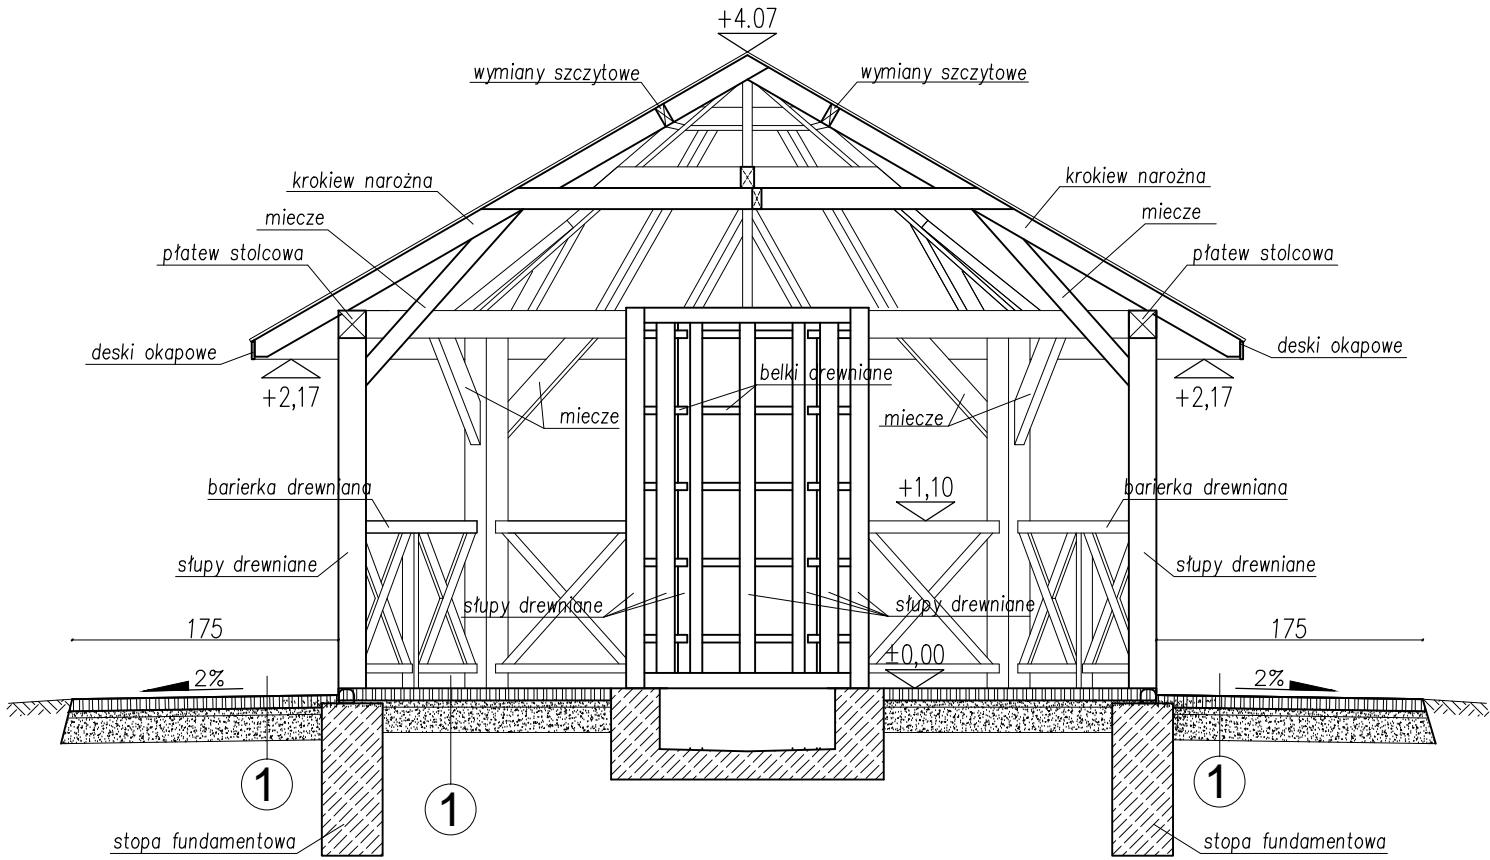 +4.07
wymiany szczytowe
wymiany szczytowe
krokiew narożna
krokiew narożna
miecze
miecze
płatew stolcowa
płatew stolcowa
deski okapowe
deski okapowe
+2,17
+2,17
belki drewniane
miecze
miecze
barierka drewniana
+1,10
barierka drewniana
słupy drewniane
słupy drewniane
słupy drewniane
słupy drewniane
175
175
±0,00
2%
2%
1
1
1
stopa fundamentowa
stopa fundamentowa